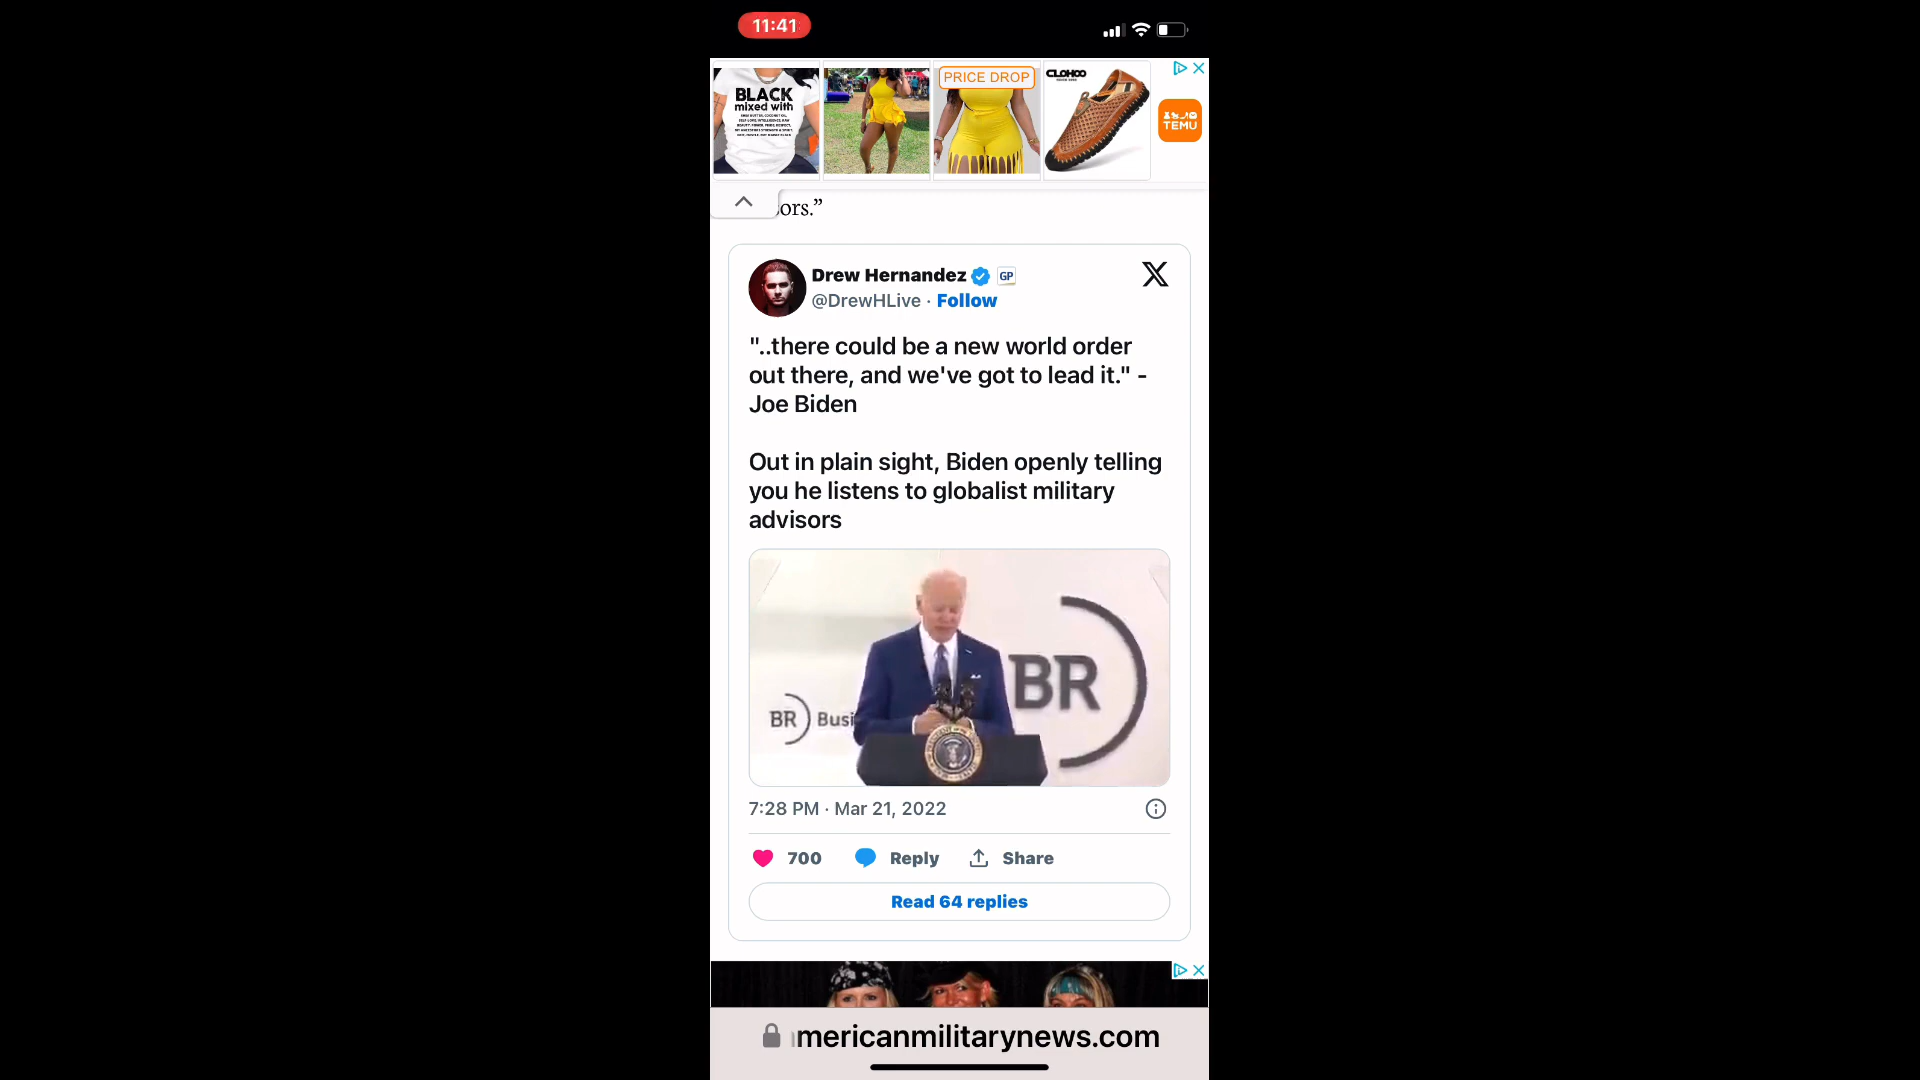 11:41
BLACK
mixed with
PRICE DROP
CLOHOO
TEMU
ors.”
Drew Hernandez GP
@DrewHLive · Follow
"..there could be a new world order
out there, and we've got to lead it." -
Joe Biden
Out in plain sight, Biden openly telling
you he listens to globalist military
advisors
BR
BR Busi
7:28 PM · Mar 21, 2022
700 Reply Share
Read 64 replies
mericanmilitarynews.com